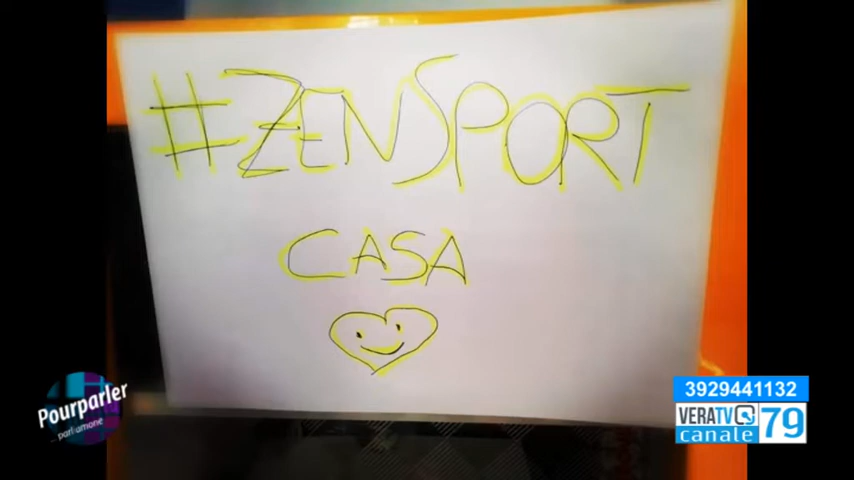 #ZENSPORT
CASA
Pourparler
parliamone
3929441132
VERATV
canale 79